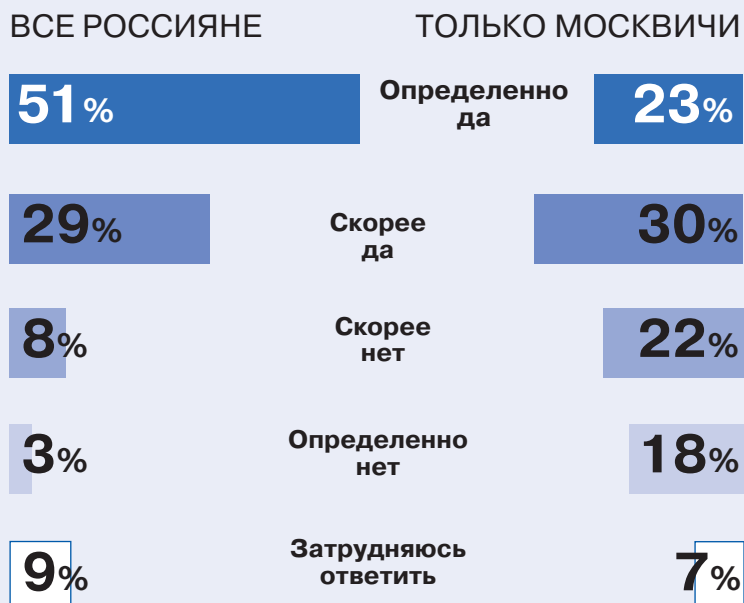 ВСЕ РОССИЯНЕ ТОЛЬКО МОСКВИЧИ
51% Определенно 23%
да
29% Скорее 30%
да
8% Скорее 22%
нет
3% Определенно 18%
нет
9% Затрудняюсь 7%
ответить